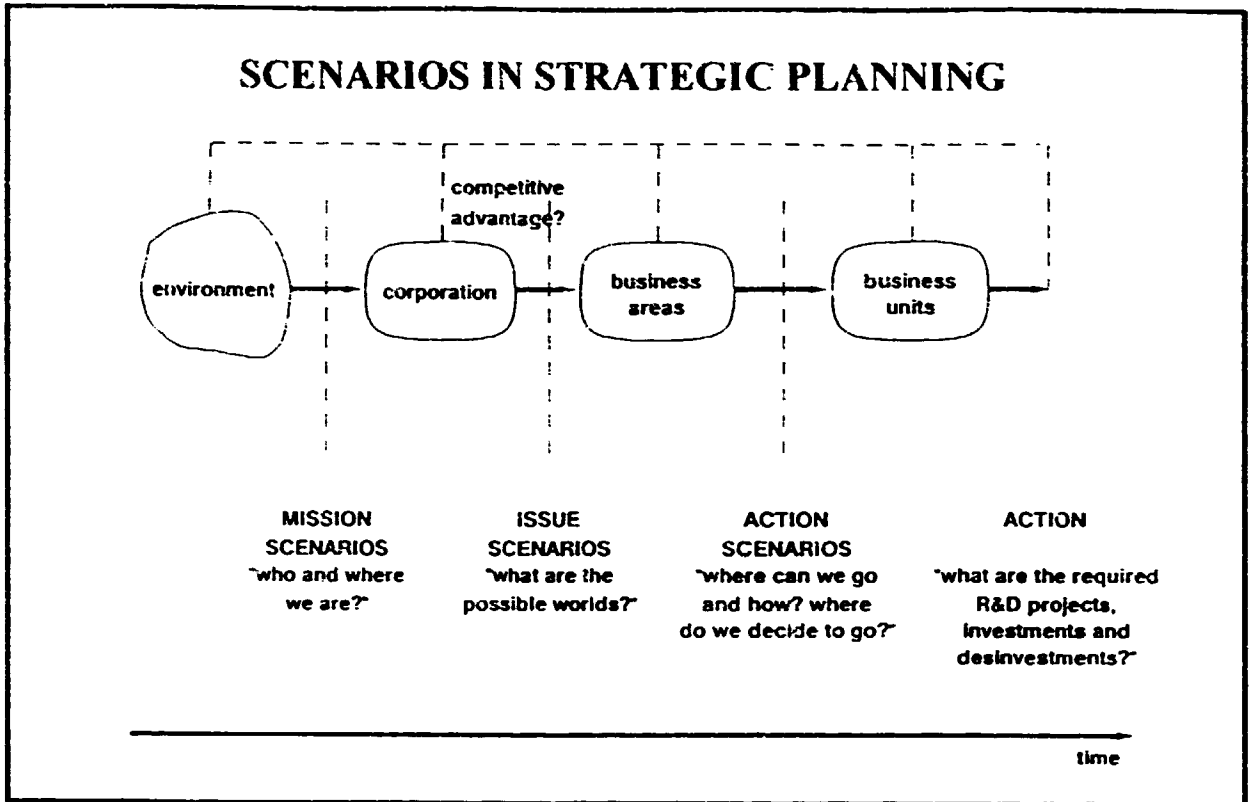 SCENARIOS IN STRATEGIC PLANNING
competitive
advantage?
environment
corporation
business
areas
business
units
MISSION
SCENARIOS
"who and where
we are?"
ISSUE
SCENARIOS
"what are the
possible worlds?"
ACTION
SCENARIOS
"where can we go
and how? where
do we decide to go?"
ACTION
"what are the required
R&D projects,
investments and
desinvestments?"
time